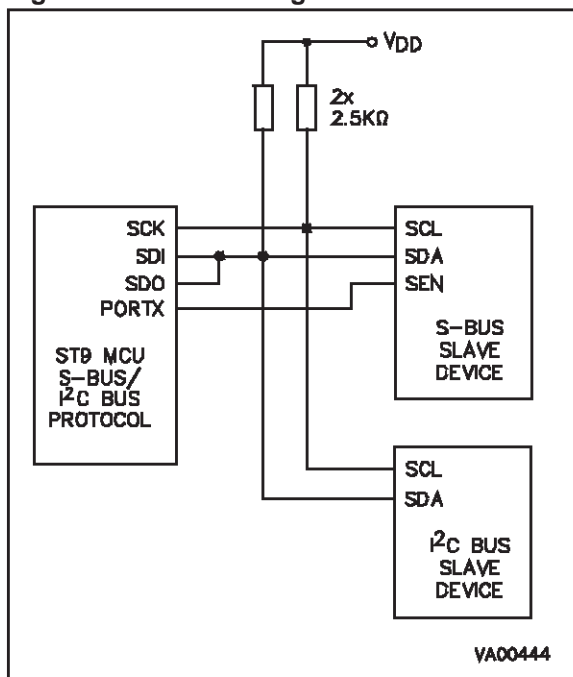 VDD
2x
2.5KΩ
SCK
SDI
SDO
PORTX
ST9 MCU
S-BUS/
I²C BUS
PROTOCOL
SCL
SDA
SEN
S-BUS
SLAVE
DEVICE
SCL
SDA
I²C BUS
SLAVE
DEVICE
VA00444